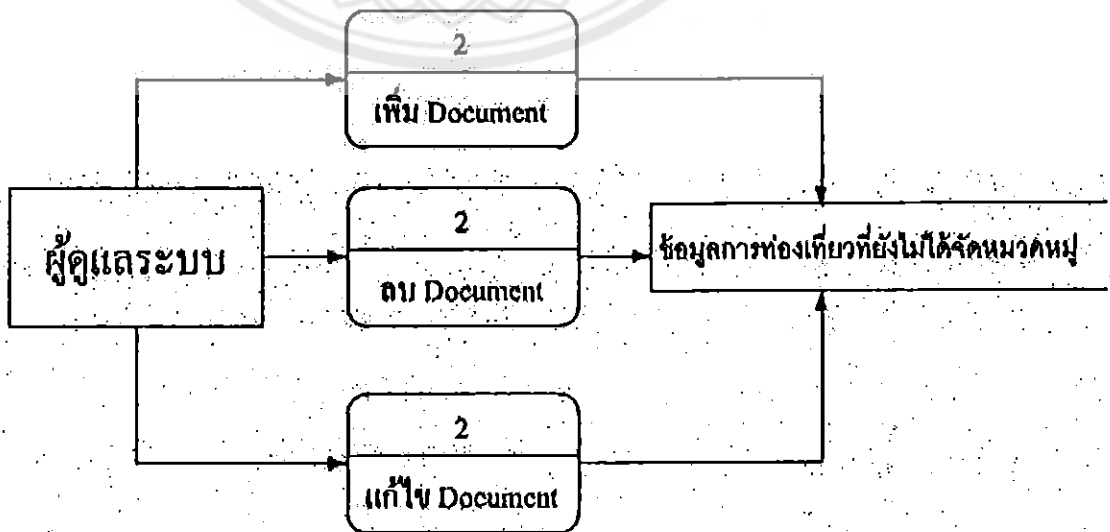 2
เพิ่ม Document
ผู้ดูแลระบบ
2
ลบ Document
ข้อมูลการท่องเที่ยวที่ยังไม่ได้จัดหมวดหมู่
2
แก้ไข Document